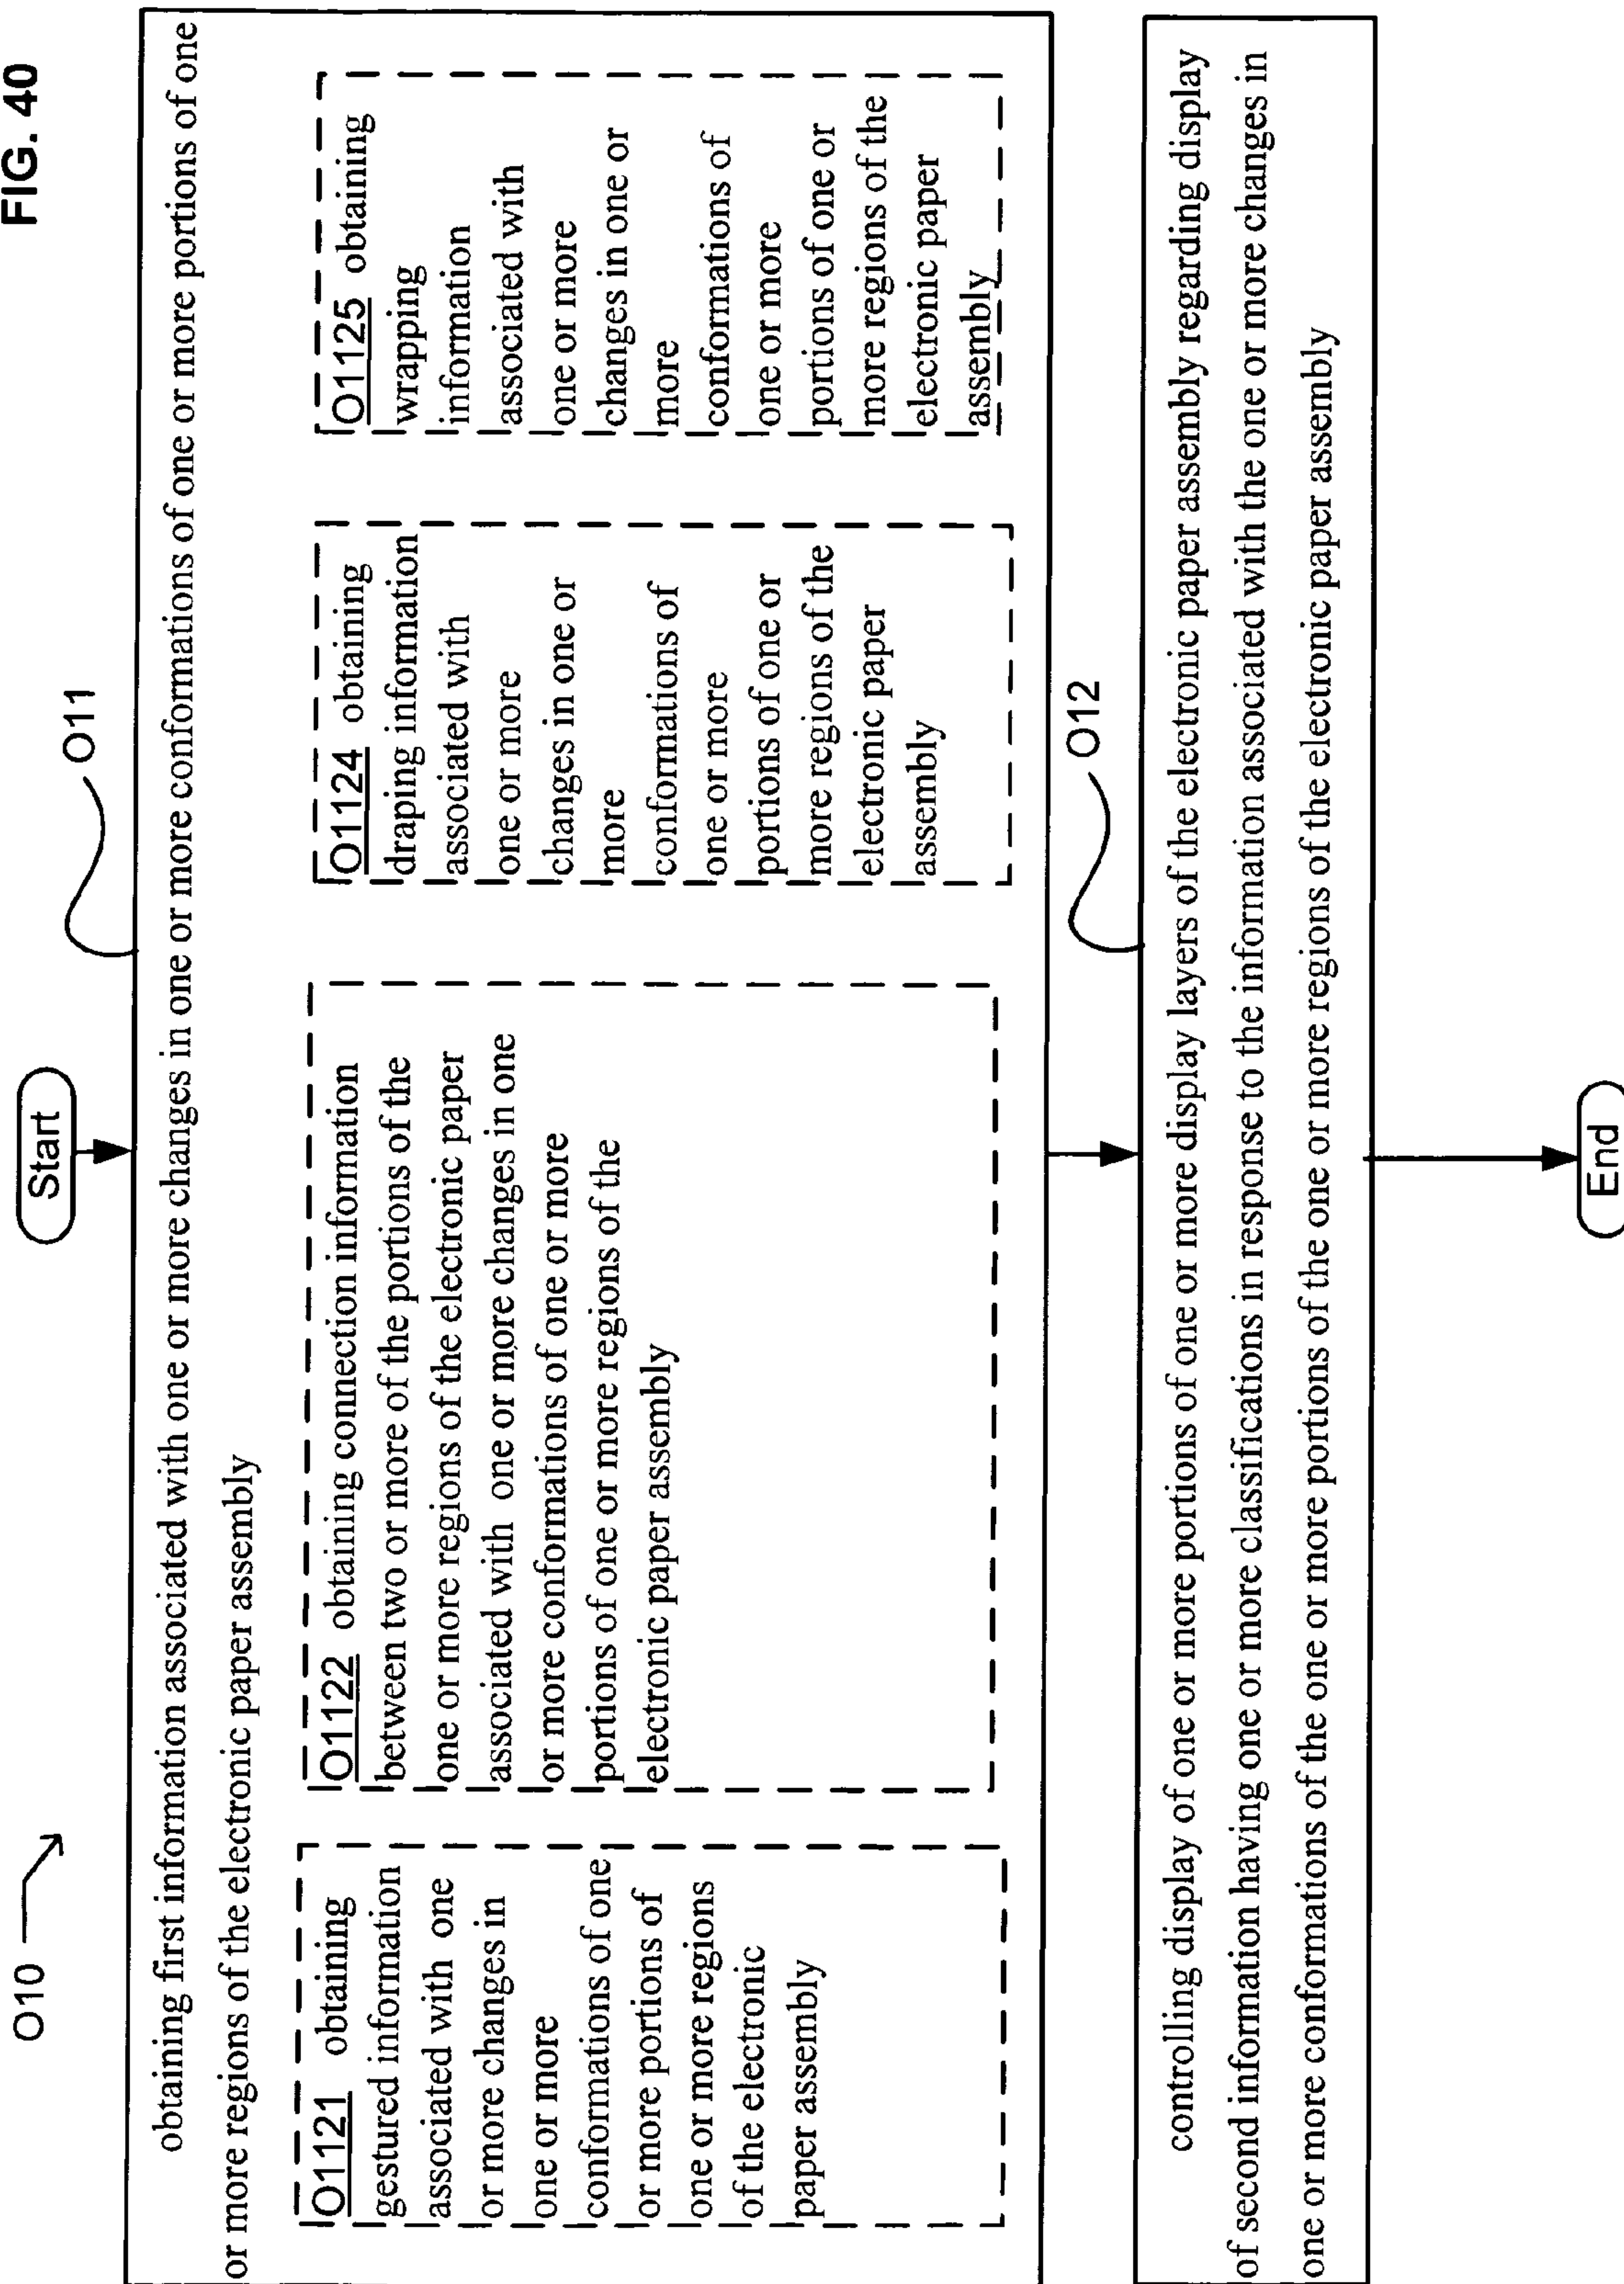 FIG. 40
O10
Start
O11
obtaining first information associated with one or more changes in one or more conformations of one or more portions of one
or more regions of the electronic paper assembly
O1121 obtaining
gestured information
associated with one
or more changes in
one or more
conformations of one
or more portions of
one or more regions
of the electronic
paper assembly
O1122 obtaining connection information
between two or more of the portions of the
one or more regions of the electronic paper
associated with one or more changes in one
or more conformations of one or more
portions of one or more regions of the
electronic paper assembly
O1124 obtaining
draping information
associated with
one or more
changes in one or
more
conformations of
one or more
portions of one or
more regions of the
electronic paper
assembly
O1125 obtaining
wrapping
information
associated with
one or more
changes in one or
more
conformations of
one or more
portions of one or
more regions of the
electronic paper
assembly
O12
controlling display of one or more portions of one or more display layers of the electronic paper assembly regarding display
of second information having one or more classifications in response to the information associated with the one or more changes in
one or more conformations of the one or more portions of the one or more regions of the electronic paper assembly
End